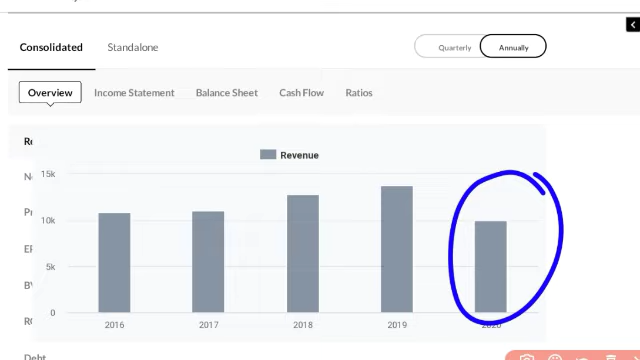 Consolidated Standalone
Quarterly Annually
Overview Income Statement Balance Sheet Cash Flow Ratios
Revenue
15k
10k
5k
0
2016 2017 2018 2019 2020
Debt